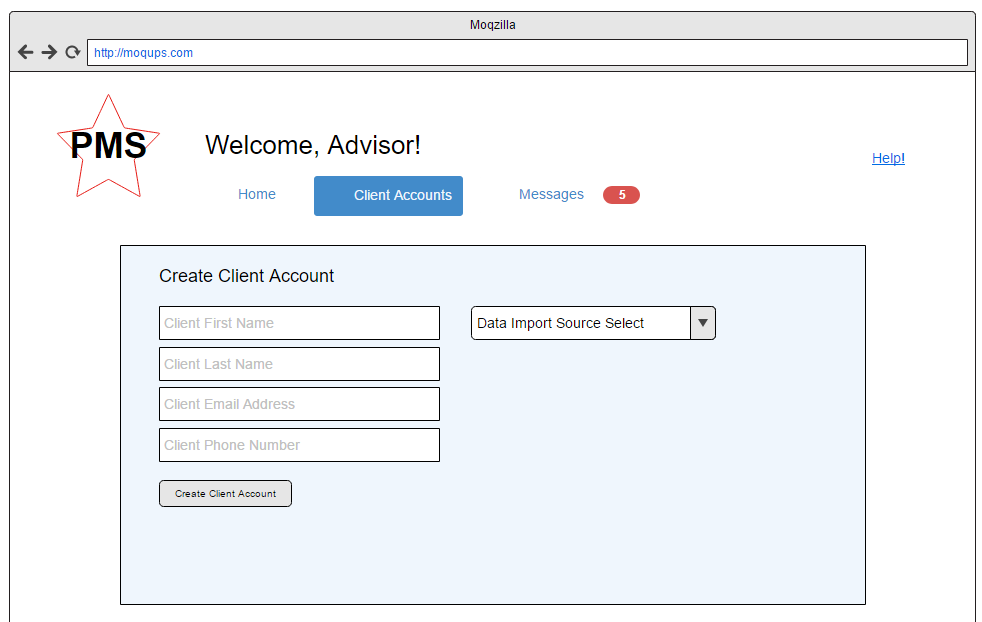 Moqzilla
http://moqups.com
PMS
Welcome, Advisor!
Help!
Home
Client Accounts
Messages
5
Create Client Account
Client First Name
Data Import Source Select
Client Last Name
Client Email Address
Client Phone Number
Create Client Account